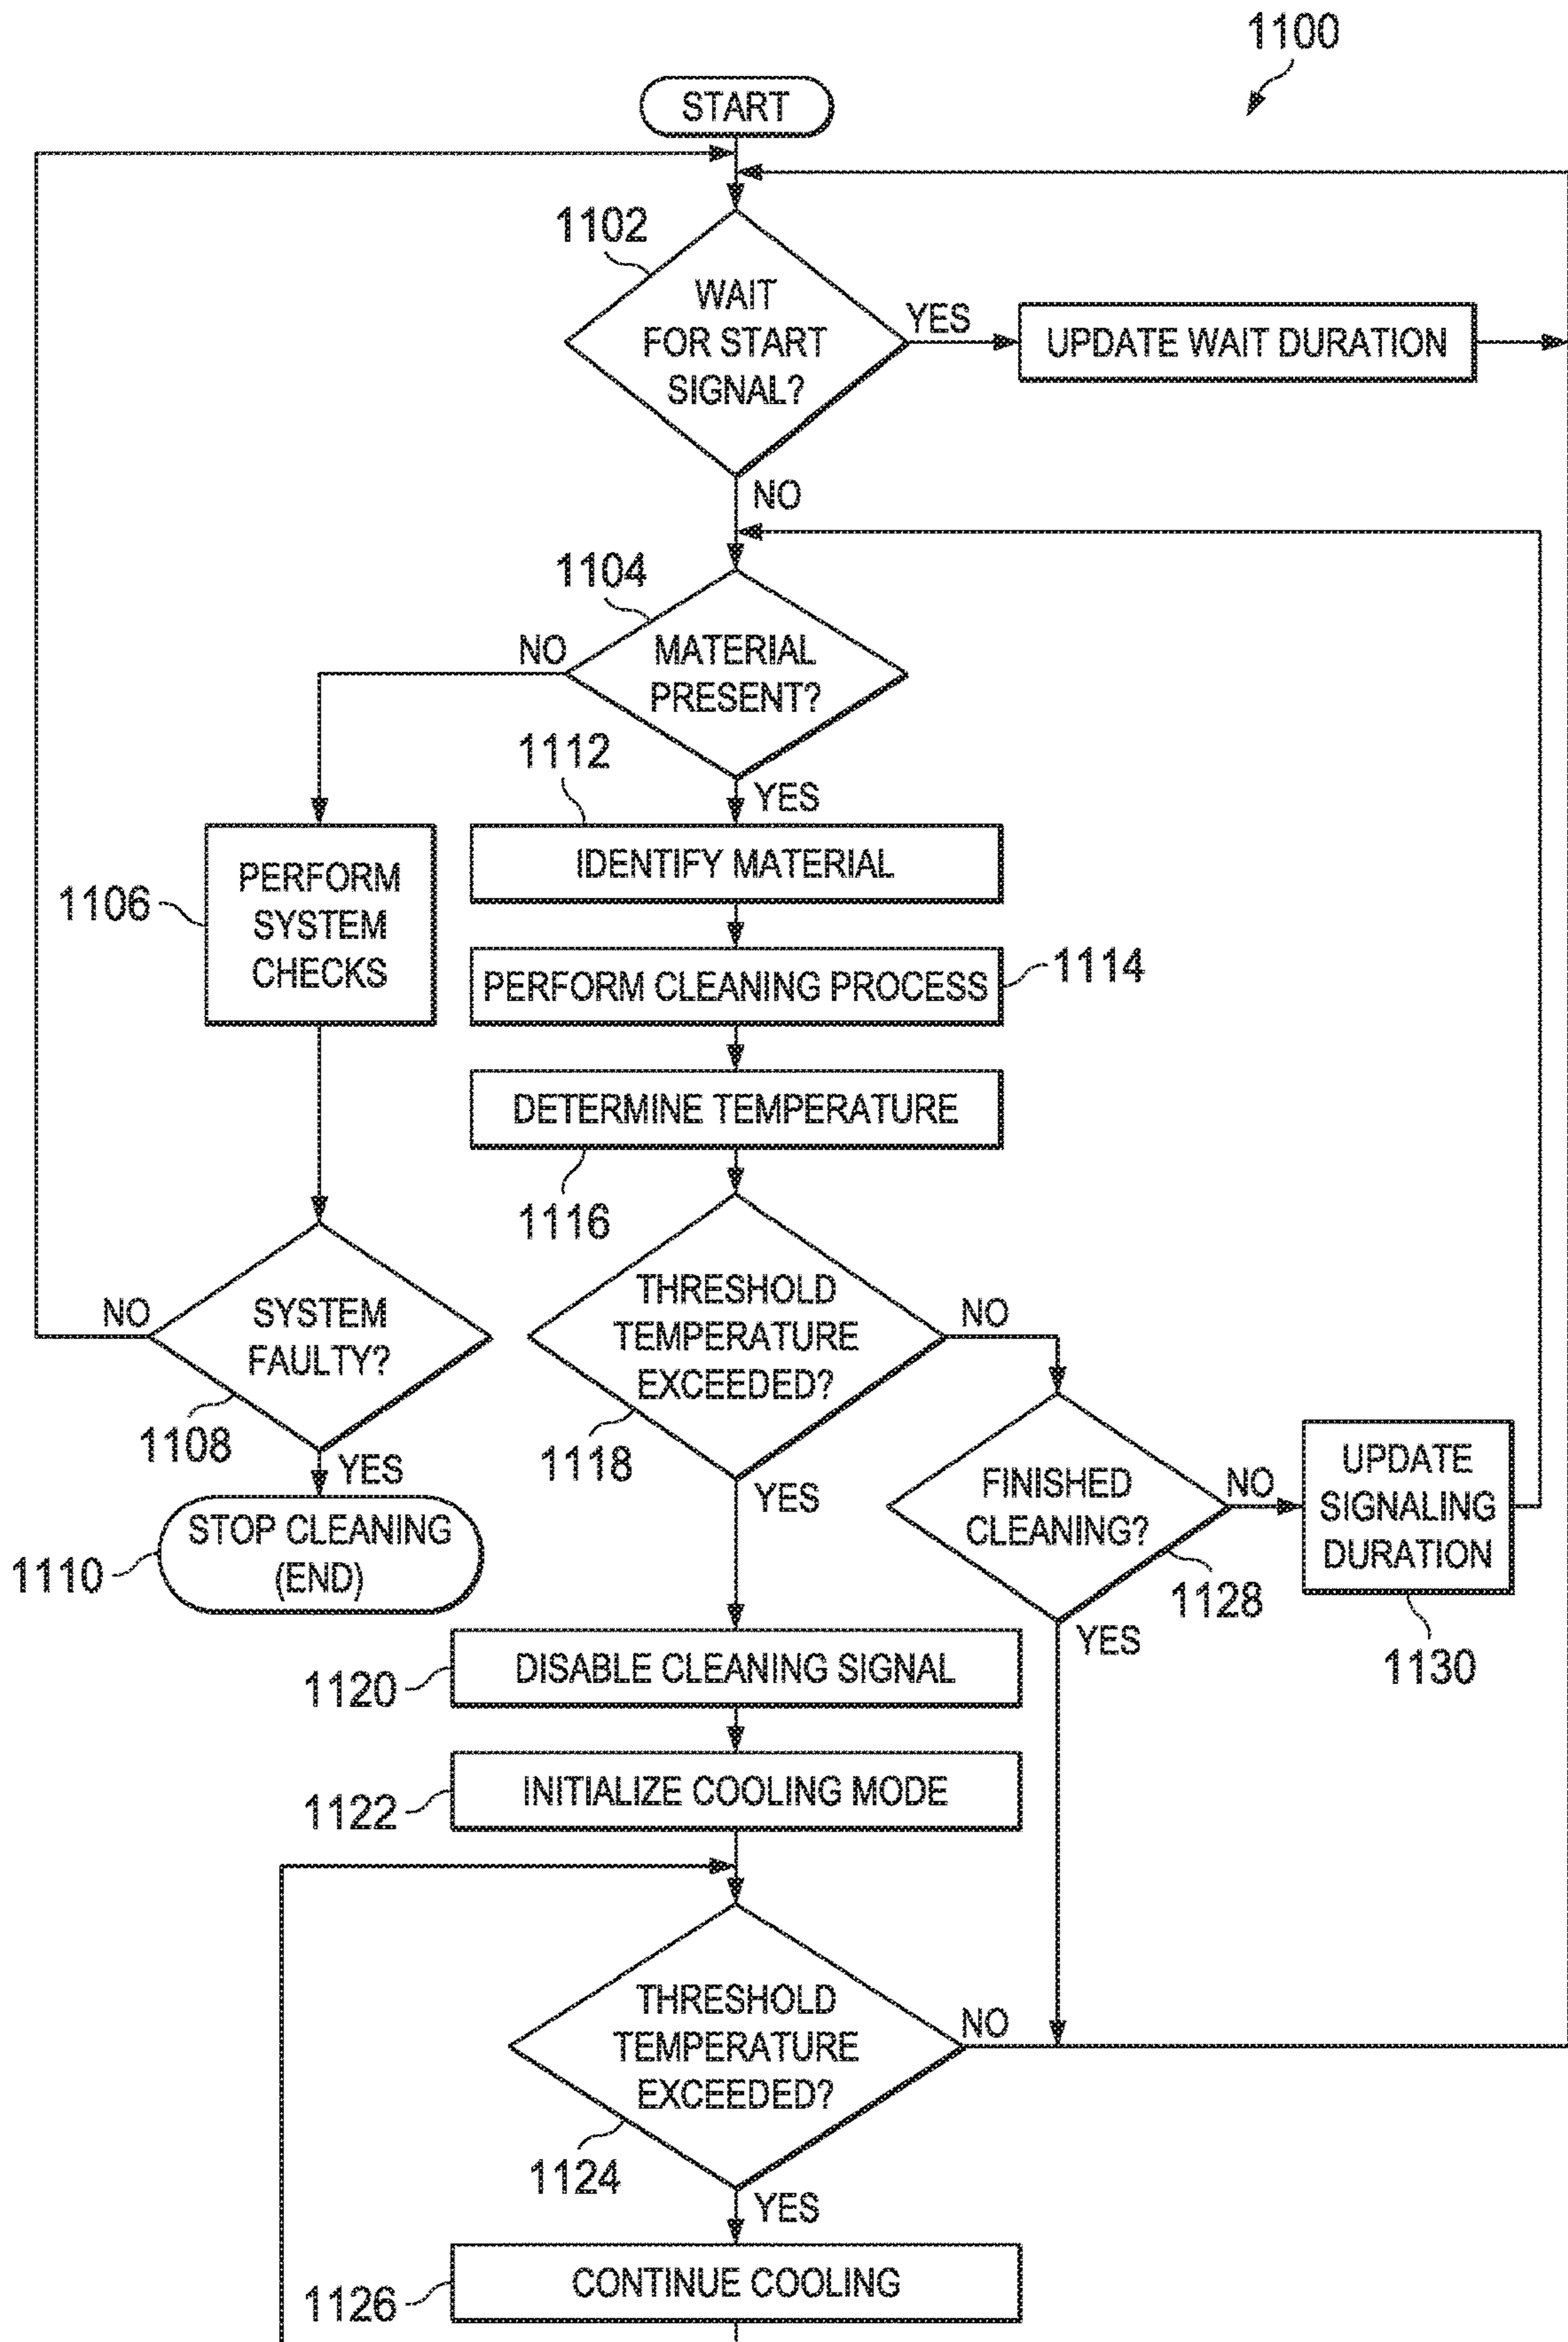 1100
START
1102
WAIT
FOR START
SIGNAL?
YES
UPDATE WAIT DURATION
NO
1104
NO
MATERIAL
PRESENT?
1112
YES
IDENTIFY MATERIAL
1106
PERFORM
SYSTEM
CHECKS
PERFORM CLEANING PROCESS
1114
DETERMINE TEMPERATURE
1116
NO
SYSTEM
FAULTY?
1108
YES
STOP CLEANING
(END)
1110
THRESHOLD
TEMPERATURE
EXCEEDED?
NO
1118
YES
FINISHED
CLEANING?
NO
1128
YES
UPDATE
SIGNALING
DURATION
1130
DISABLE CLEANING SIGNAL
1120
INITIALIZE COOLING MODE
1122
THRESHOLD
TEMPERATURE
EXCEEDED?
NO
1124
YES
CONTINUE COOLING
1126